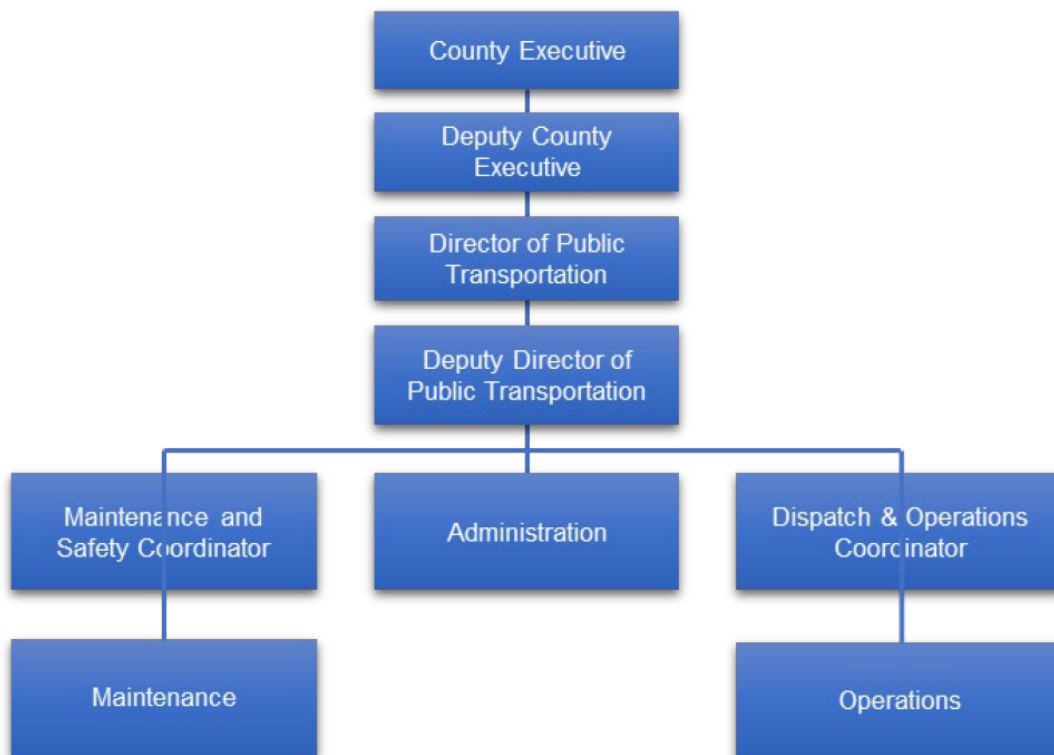 County Executive
Deputy County
Executive
Director of Public
Transportation
Deputy Director of
Public Transportation
Maintenance and
Safety Coordinator
Administration
Dispatch & Operations
Coordinator
Maintenance
Operations